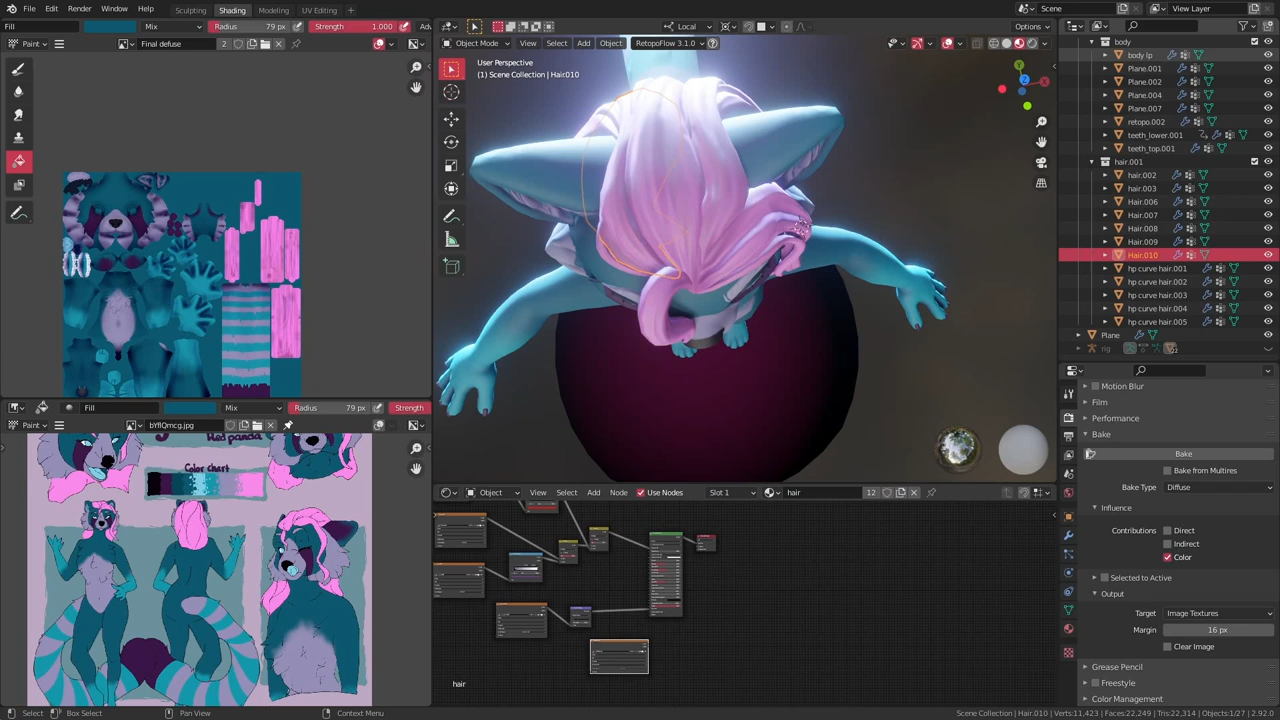 File Edit Render Window Help Sculpting Shading Modeling UV Editing Scene View Layer
Fill Mix Radius 79 px Strength 1.000 Local Options
Paint Final defuse 2 Object Mode View Select Add Object RetopoFlow 3.1.0
User Perspective
(1) Scene Collection | Hair.010
body
body lp
Plane.001
Plane.002
Plane.004
Plane.007
retopo.002
teeth_lower.001
teeth_top.001
hair.001
hair.002
hair.003
Hair.006
Hair.007
Hair.008
Hair.009
Hair.010
hp curve hair.001
hp curve hair.002
hp curve hair.003
hp curve hair.004
hp curve hair.005
Plane
rig
Motion Blur
Film
Performance
Bake
Bake
Bake from Multires
Bake Type Diffuse
Influence
Contributions Direct
Indirect
Color
Selected to Active
Output
Target Image Textures
Margin 16 px
Clear Image
Grease Pencil
Freestyle
Color Management
Fill Mix Radius 79 px Strength
Paint bYflQmcg.jpg
Red panda
Color chart
Object View Select Add Node Use Nodes Slot 1 hair 12
hair
Select Box Select Pan View Context Menu Scene Collection | Hair.010 | Verts:11,423 | Faces:22,249 | Tris:22,314 | Objects:1/27 | 2.92.0